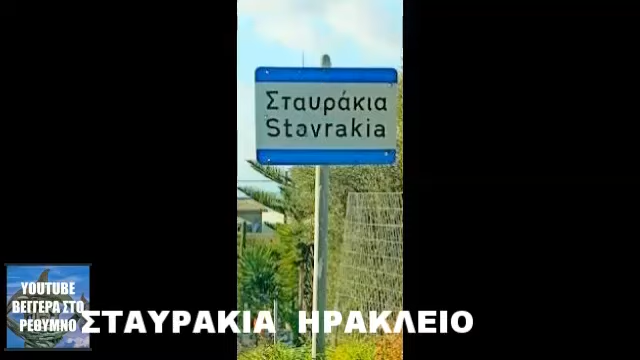 Σταυράκια
Stavrakia
YOUTUBE
ΒΕΓΓΕΡΑ ΣΤΟ
ΡΕΘΥΜΝΟ
ΣΤΑΥΡΑΚΙΑ ΗΡΑΚΛΕΙΟ